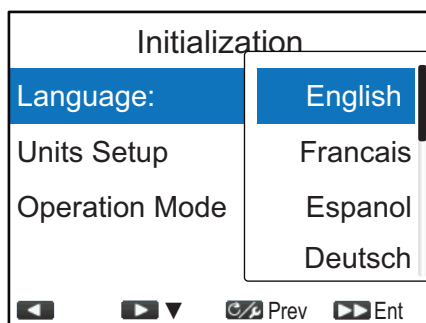 Initialization
Language:
English
Units Setup
Francais
Operation Mode
Espanol
Deutsch
Prev Ent